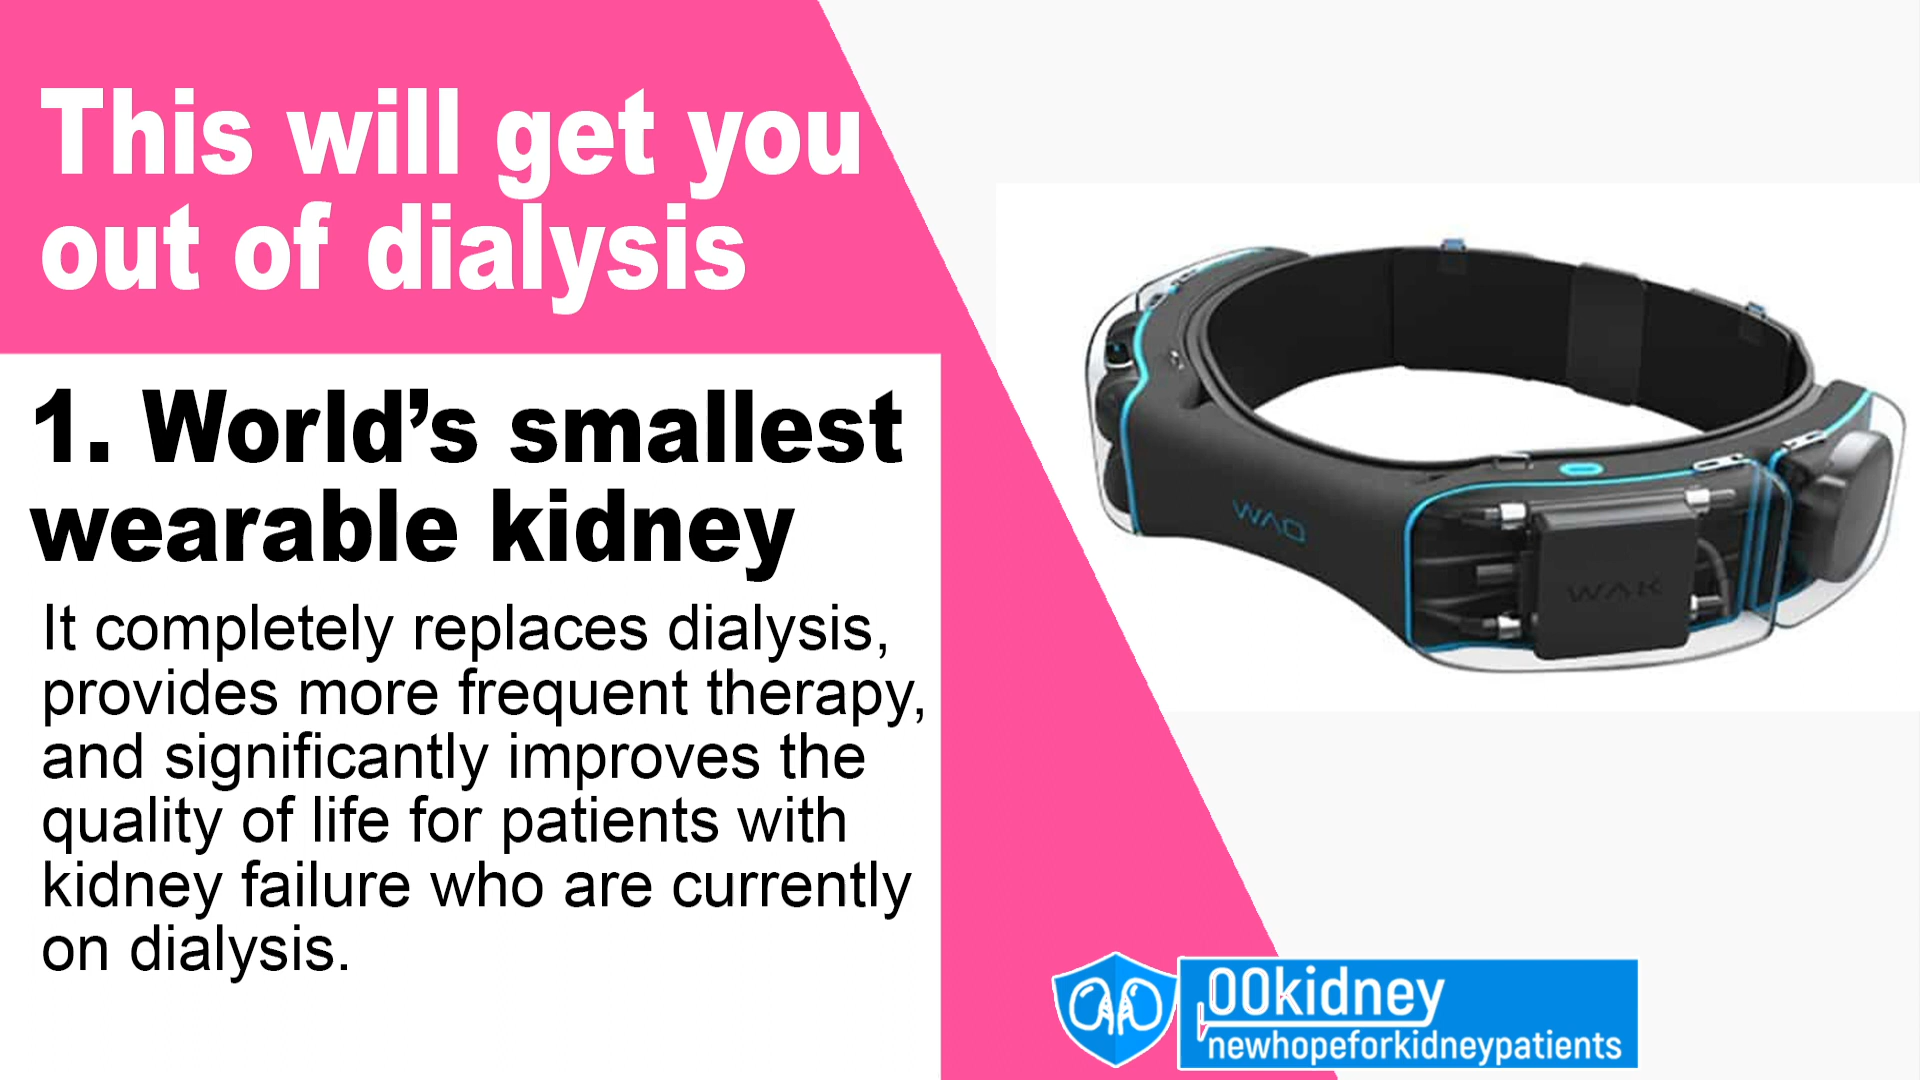 This will get you
out of dialysis
1. World’s smallest
wearable kidney
It completely replaces dialysis,
provides more frequent therapy,
and significantly improves the
quality of life for patients with
kidney failure who are currently
on dialysis.
WAK
00kidney
newhopeforkidneypatients